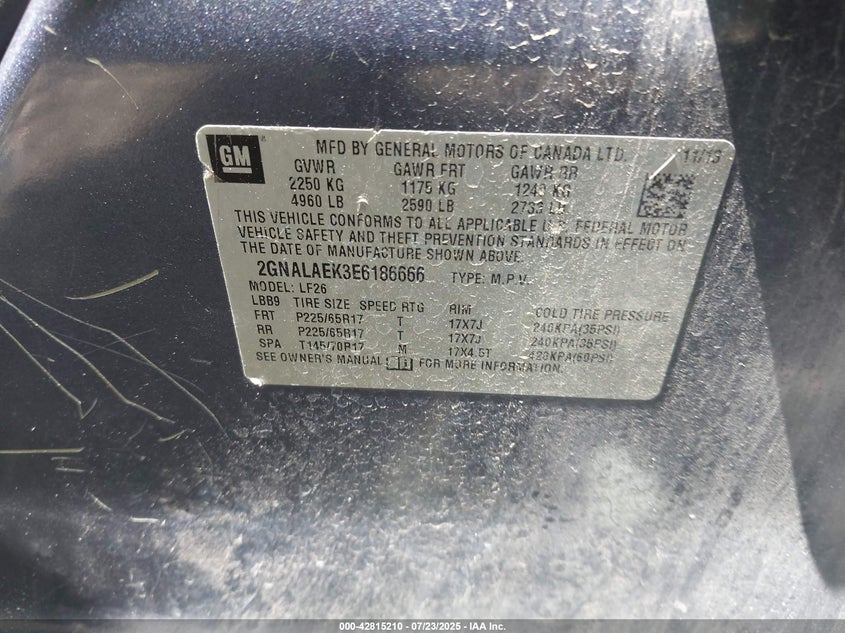 GM
MFD BY GENERAL MOTORS OF CANADA LTD. 11/13
GVWR GAWR FRT GAWR RR
2250 KG 1175 KG 1240 KG
4960 LB 2590 LB 2733 LB
THIS VEHICLE CONFORMS TO ALL APPLICABLE U.S. FEDERAL MOTOR
VEHICLE SAFETY AND THEFT PREVENTION STANDARDS IN EFFECT ON
THE DATE OF MANUFACTURE SHOWN ABOVE.
2GNALAEK3E6186666 TYPE: M.P.V.
MODEL: LF26
LBB9 TIRE SIZE SPEED RTG RIM COLD TIRE PRESSURE
FRT P225/65R17 T 17X7J 240KPA(35PSI)
RR P225/65R17 T 17X7J 240KPA(35PSI)
SPA T145/70R17 M 17X4.5T 420KPA(60PSI)
SEE OWNER'S MANUAL FOR MORE INFORMATION.
000-42815210 - 07/23/2025 - IAA Inc.